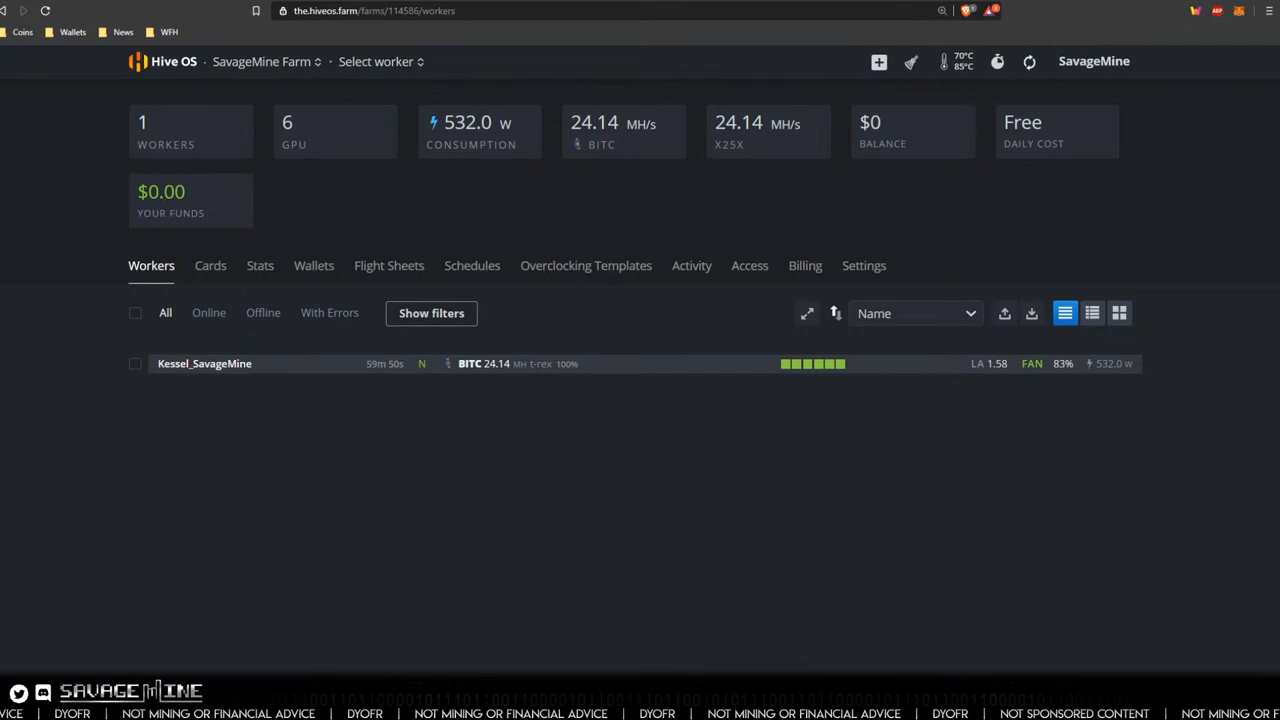 the.hiveos.farm/farms/114586/workers
Coins Wallets News WFH
Hive OS · SavageMine Farm · Select worker 70°C 85°C SavageMine
1 6 532.0 W 24.14 MH/s 24.14 MH/s $0 Free
WORKERS GPU CONSUMPTION BITC X25X BALANCE DAILY COST
$0.00
YOUR FUNDS
Workers Cards Stats Wallets Flight Sheets Schedules Overclocking Templates Activity Access Billing Settings
All Online Offline With Errors Show filters Name
Kessel_SavageMine 59m 50s N BITC 24.14 MH t-rex 100% LA 1.58 FAN 83% 532.0 W
SAVAGEMINE
VICE | DYOFR | NOT MINING OR FINANCIAL ADVICE | DYOFR | NOT MINING OR FINANCIAL ADVICE | DYOFR | NOT MINING OR FINANCIAL ADVICE | DYOFR | NOT SPONSORED CONTENT | NOT MINING OR F